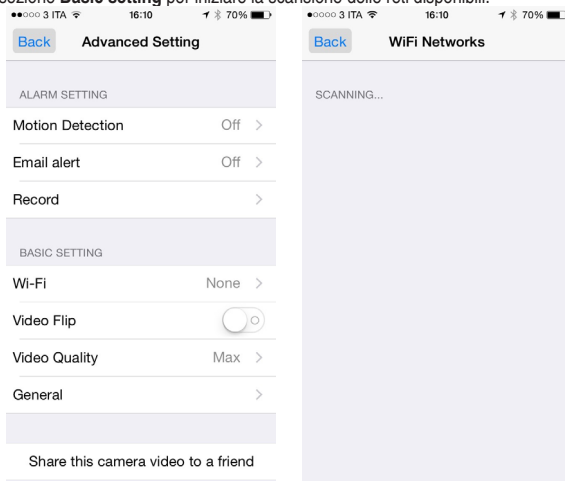 sezione Basic setting per iniziare la scansione delle reti disponibili.
3 ITA 16:10 70%
Back Advanced Setting
ALARM SETTING
Motion Detection Off
Email alert Off
Record
BASIC SETTING
Wi-Fi None
Video Flip
Video Quality Max
General
Share this camera video to a friend
3 ITA 16:10 70%
Back WiFi Networks
SCANNING...